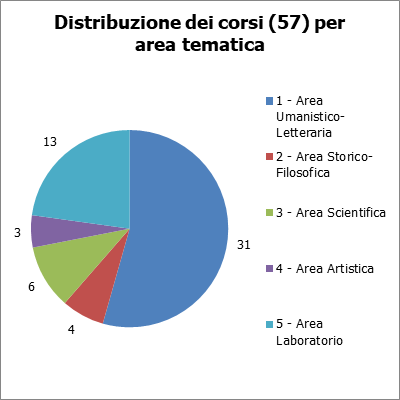 Distribuzione dei corsi (57) per
area tematica
13
3
6
4
31
1 - Area
Umanistico-
Letteraria
2 - Area Storico-
Filosofica
3 - Area Scientifica
4 - Area Artistica
5 - Area
Laboratorio